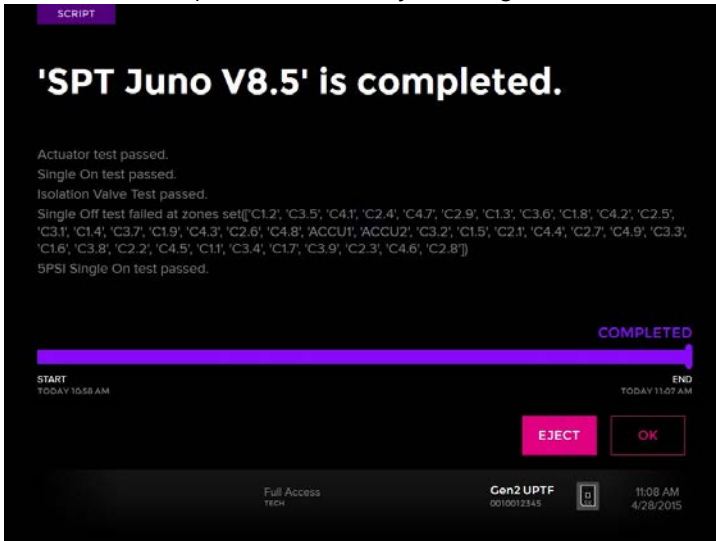 SCRIPT
'SPT Juno V8.5' is completed.
Actuator test passed.
Single On test passed.
Isolation Valve Test passed.
Single Off test failed at zones set(['C1.2', 'C3.5', 'C4.1', 'C2.4', 'C4.7', 'C2.9', 'C1.3', 'C3.6', 'C1.8', 'C4.2', 'C2.5',
'C3.1', 'C1.4', 'C3.7', 'C1.9', 'C4.3', 'C2.6', 'C4.8', 'ACCU1', 'ACCU2', 'C3.2', 'C1.5', 'C2.1', 'C4.4', 'C2.7', 'C4.9', 'C3.3',
'C1.6', 'C3.8', 'C2.2', 'C4.5', 'C1.1', 'C3.4', 'C1.7', 'C3.9', 'C2.3', 'C4.6', 'C2.8'])
5PSI Single On test passed.
COMPLETED
START
TODAY 10:58 AM
END
TODAY 11:07 AM
EJECT
OK
Full Access
TECH
Gen2 UPTF
0010012345
11:08 AM
4/28/2015